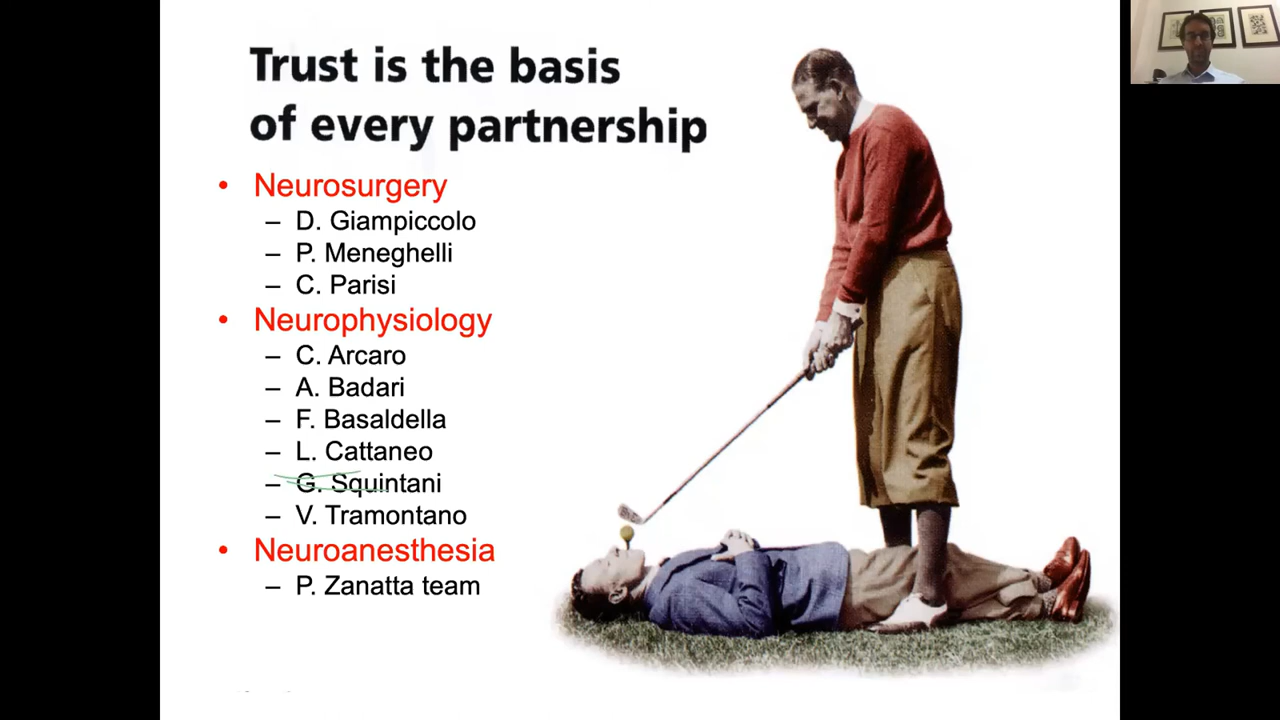 Trust is the basis
of every partnership
• Neurosurgery
– D. Giampiccolo
– P. Meneghelli
– C. Parisi
• Neurophysiology
– C. Arcaro
– A. Badari
– F. Basaldella
– L. Cattaneo
– G. Squintani
– V. Tramontano
• Neuroanesthesia
– P. Zanatta team